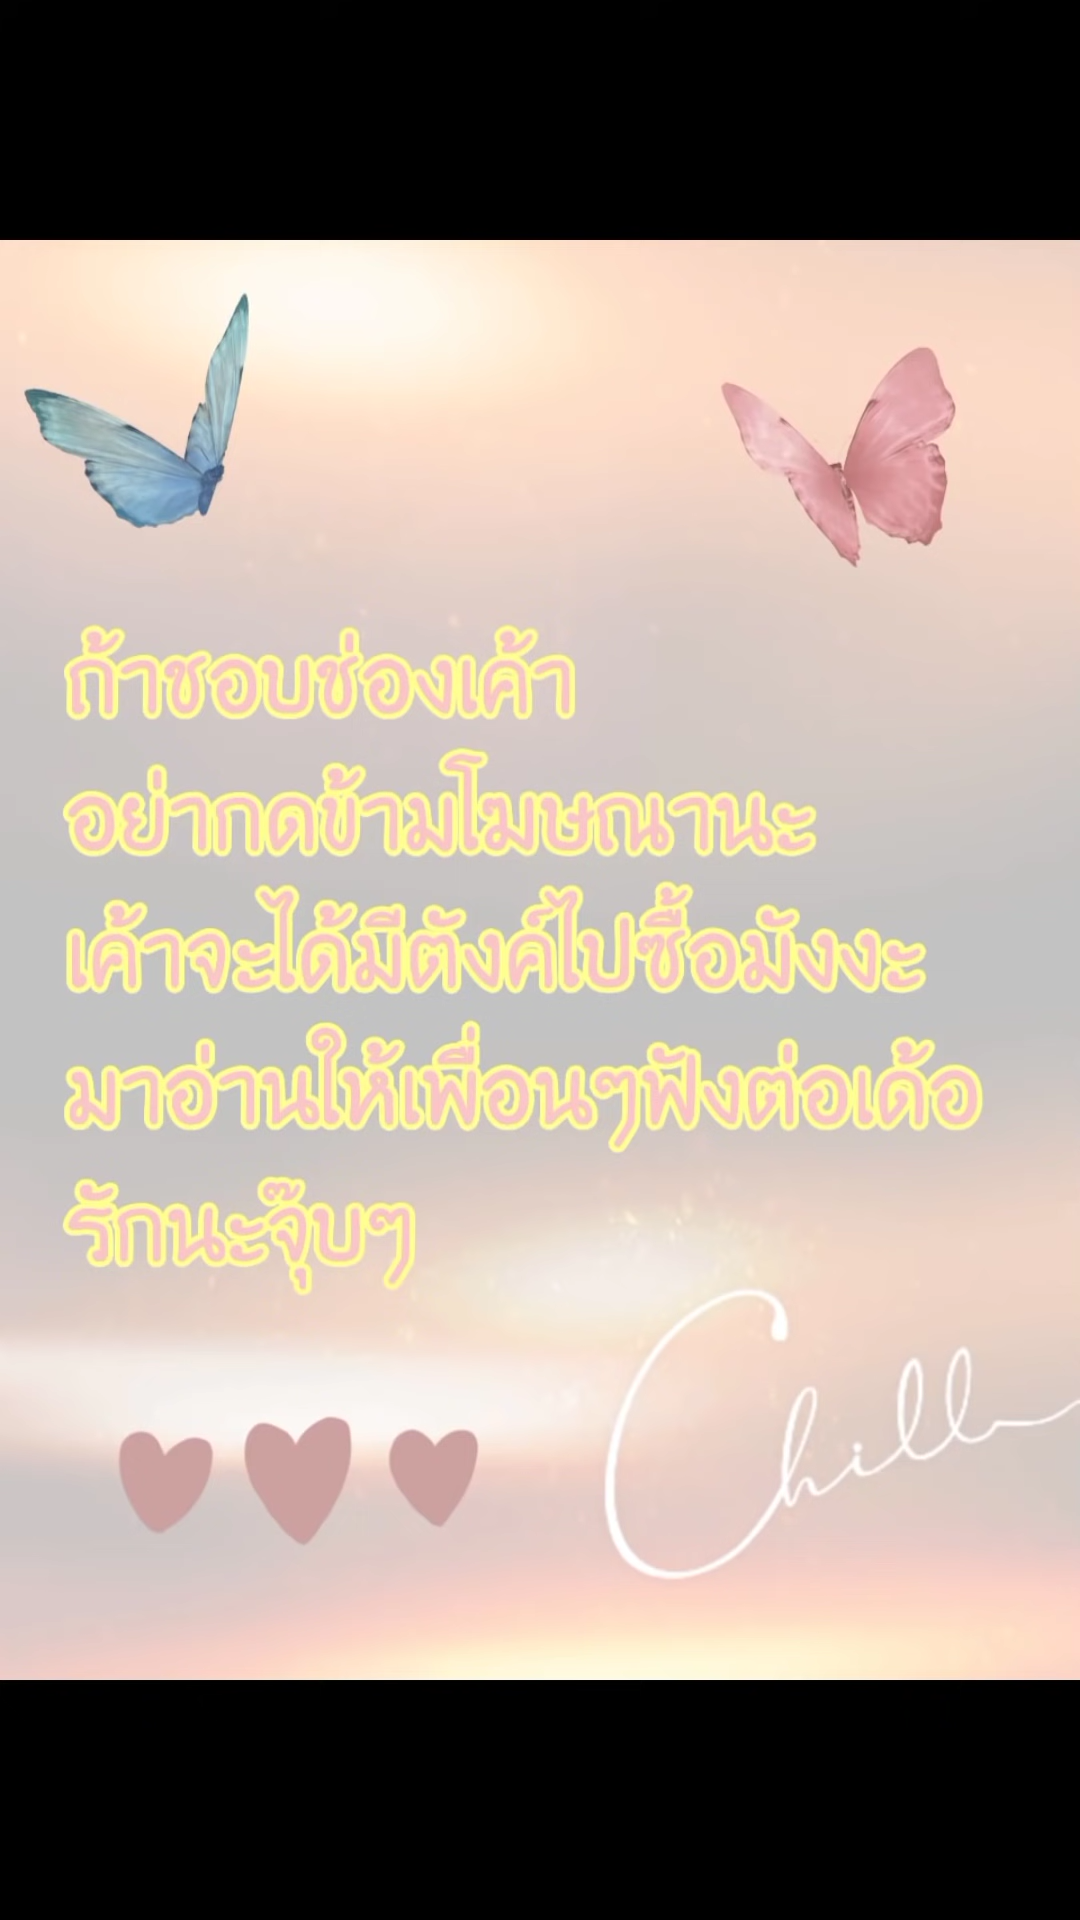 ถ้าชอบช่องเค้า
อย่ากดข้ามโฆษณานะ
เค้าจะได้มีตังค์ไปซื้อมังงะ
มาอ่านให้เพื่อนๆฟังต่อเด้อ
รักนะจุ๊บๆ
Chill